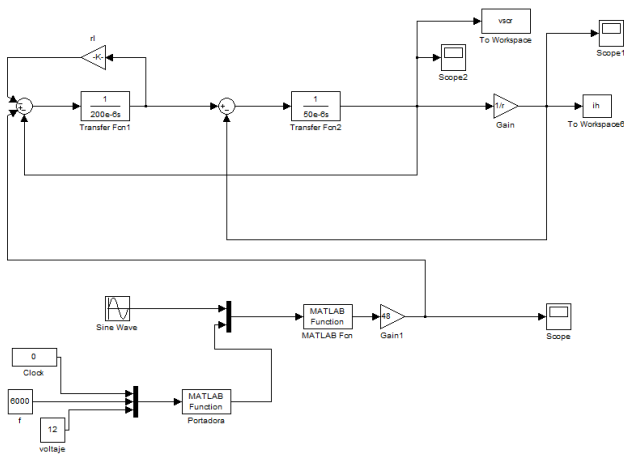 rl
-K-
vscr
To Workspace
Scope1
Scope2
1
200e-6s
Transfer Fcn1
1
50e-6s
Transfer Fcn2
1/r
Gain
ih
To Workspace6
Sine Wave
MATLAB
Function
MATLAB Fcn
48
Gain1
Scope
0
Clock
6000
f
12
voltaje
MATLAB
Function
Portadora